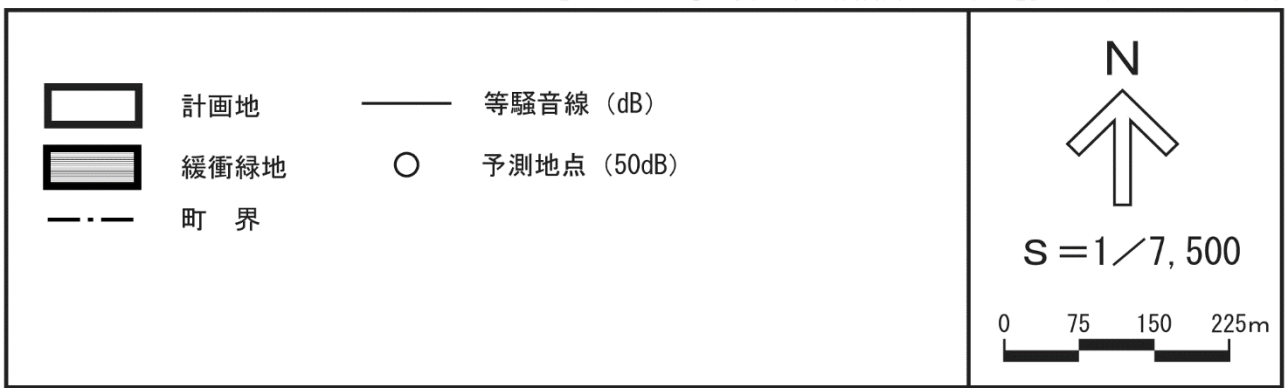 計画地
等騒音線（dB）
緩衝緑地
予測地点（50dB）
町　界
N
S＝1／7,500
0 75 150 225m